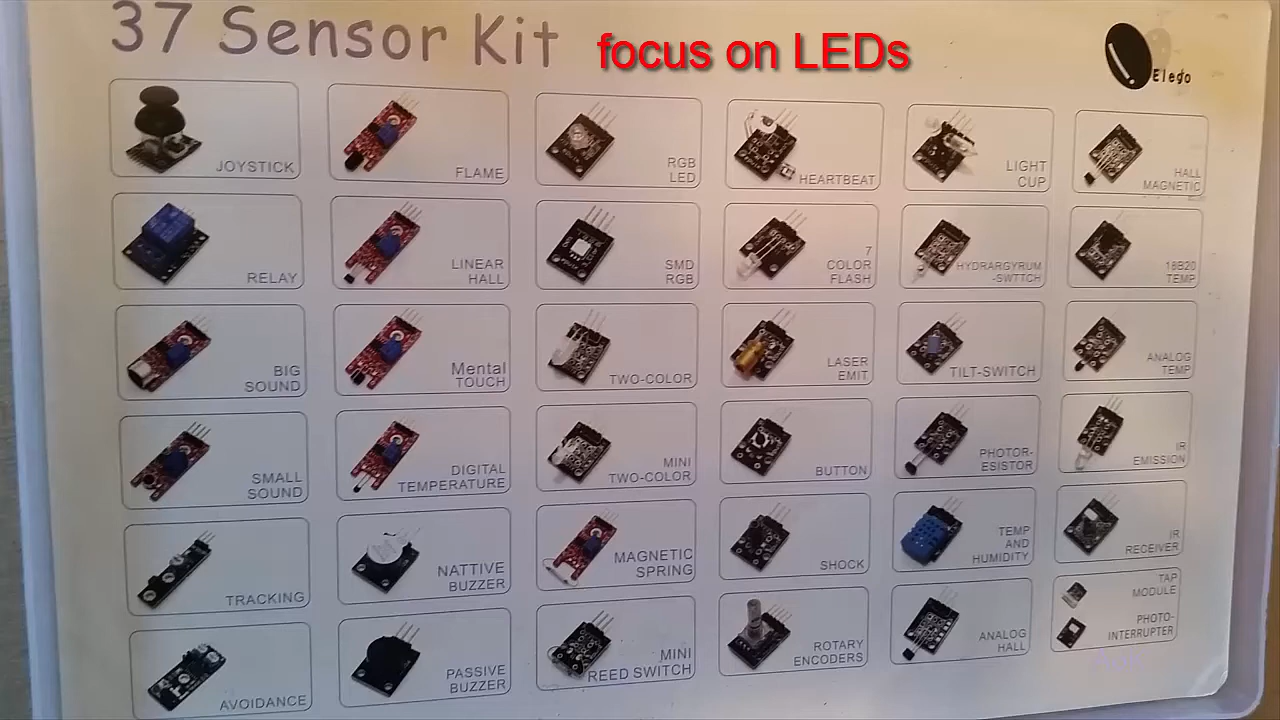 37 Sensor Kit
focus on LEDs
Elego
JOYSTICK
FLAME
RGB
LED
HEARTBEAT
LIGHT
CUP
HALL
MAGNETIC
RELAY
LINEAR
HALL
SMD
RGB
7
COLOR
FLASH
HYDRARGYRUM
-SWTTCH
18B20
TEMP
BIG
SOUND
Mental
TOUCH
TWO-COLOR
LASER
EMIT
TILT-SWITCH
ANALOG
TEMP
SMALL
SOUND
DIGITAL
TEMPERATURE
MINI
TWO-COLOR
BUTTON
PHOTOR-
ESISTOR
IR
EMISSION
TRACKING
NATTIVE
BUZZER
MAGNETIC
SPRING
SHOCK
TEMP
AND
HUMIDITY
IR
RECEIVER
AVOIDANCE
PASSIVE
BUZZER
MINI
REED SWITCH
ROTARY
ENCODERS
ANALOG
HALL
TAP
MODULE
PHOTO-
INTERRUPTER